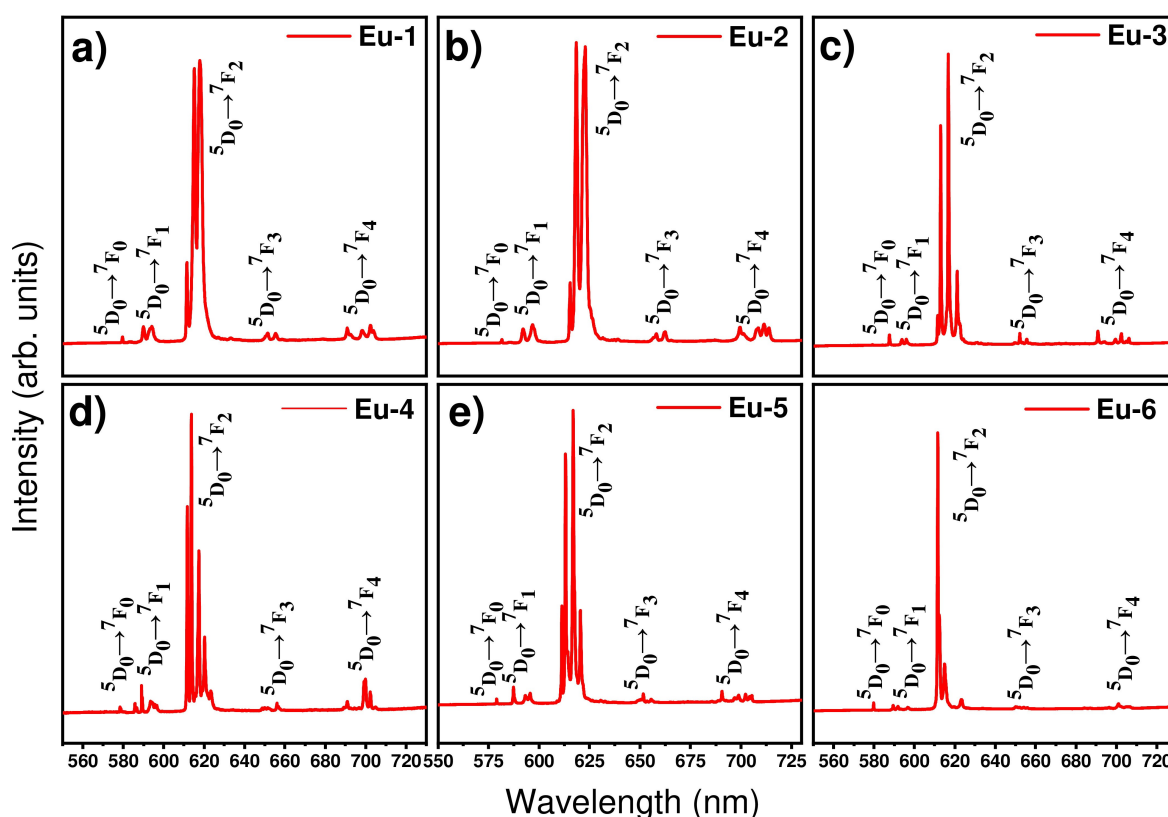 a) Eu-1
⁵D₀→⁷F₀
⁵D₀→⁷F₁
⁵D₀→⁷F₂
⁵D₀→⁷F₃
⁵D₀→⁷F₄
b) Eu-2
⁵D₀→⁷F₀
⁵D₀→⁷F₁
⁵D₀→⁷F₂
⁵D₀→⁷F₃
⁵D₀→⁷F₄
c) Eu-3
⁵D₀→⁷F₀
⁵D₀→⁷F₁
⁵D₀→⁷F₂
⁵D₀→⁷F₃
⁵D₀→⁷F₄
d) Eu-4
⁵D₀→⁷F₀
⁵D₀→⁷F₁
⁵D₀→⁷F₂
⁵D₀→⁷F₃
⁵D₀→⁷F₄
e) Eu-5
⁵D₀→⁷F₀
⁵D₀→⁷F₁
⁵D₀→⁷F₂
⁵D₀→⁷F₃
⁵D₀→⁷F₄
Eu-6
⁵D₀→⁷F₀
⁵D₀→⁷F₁
⁵D₀→⁷F₂
⁵D₀→⁷F₃
⁵D₀→⁷F₄
Intensity (arb. units)
560 580 600 620 640 660 680 700 720
550 575 600 625 650 675 700 725
560 580 600 620 640 660 680 700
Wavelength (nm)